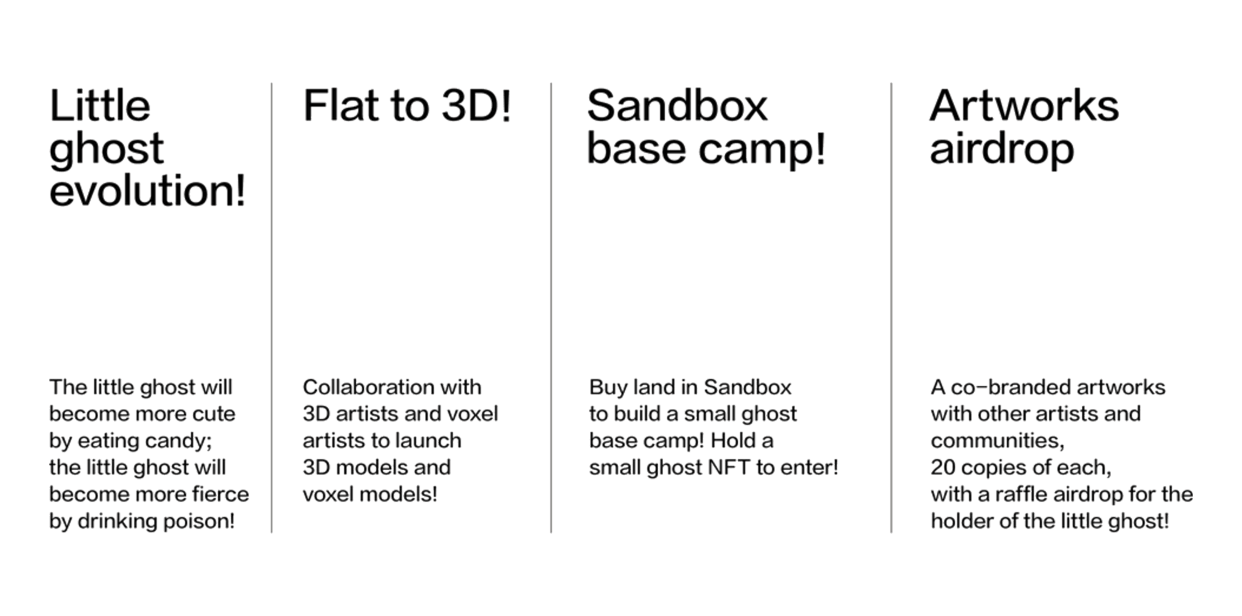 Little
ghost
evolution!
The little ghost will
become more cute
by eating candy;
the little ghost will
become more fierce
by drinking poison!
Flat to 3D!
Collaboration with
3D artists and voxel
artists to launch
3D models and
voxel models!
Sandbox
base camp!
Buy land in Sandbox
to build a small ghost
base camp! Hold a
small ghost NFT to enter!
Artworks
airdrop
A co-branded artworks
with other artists and
communities,
20 copies of each,
with a raffle airdrop for the
holder of the little ghost!